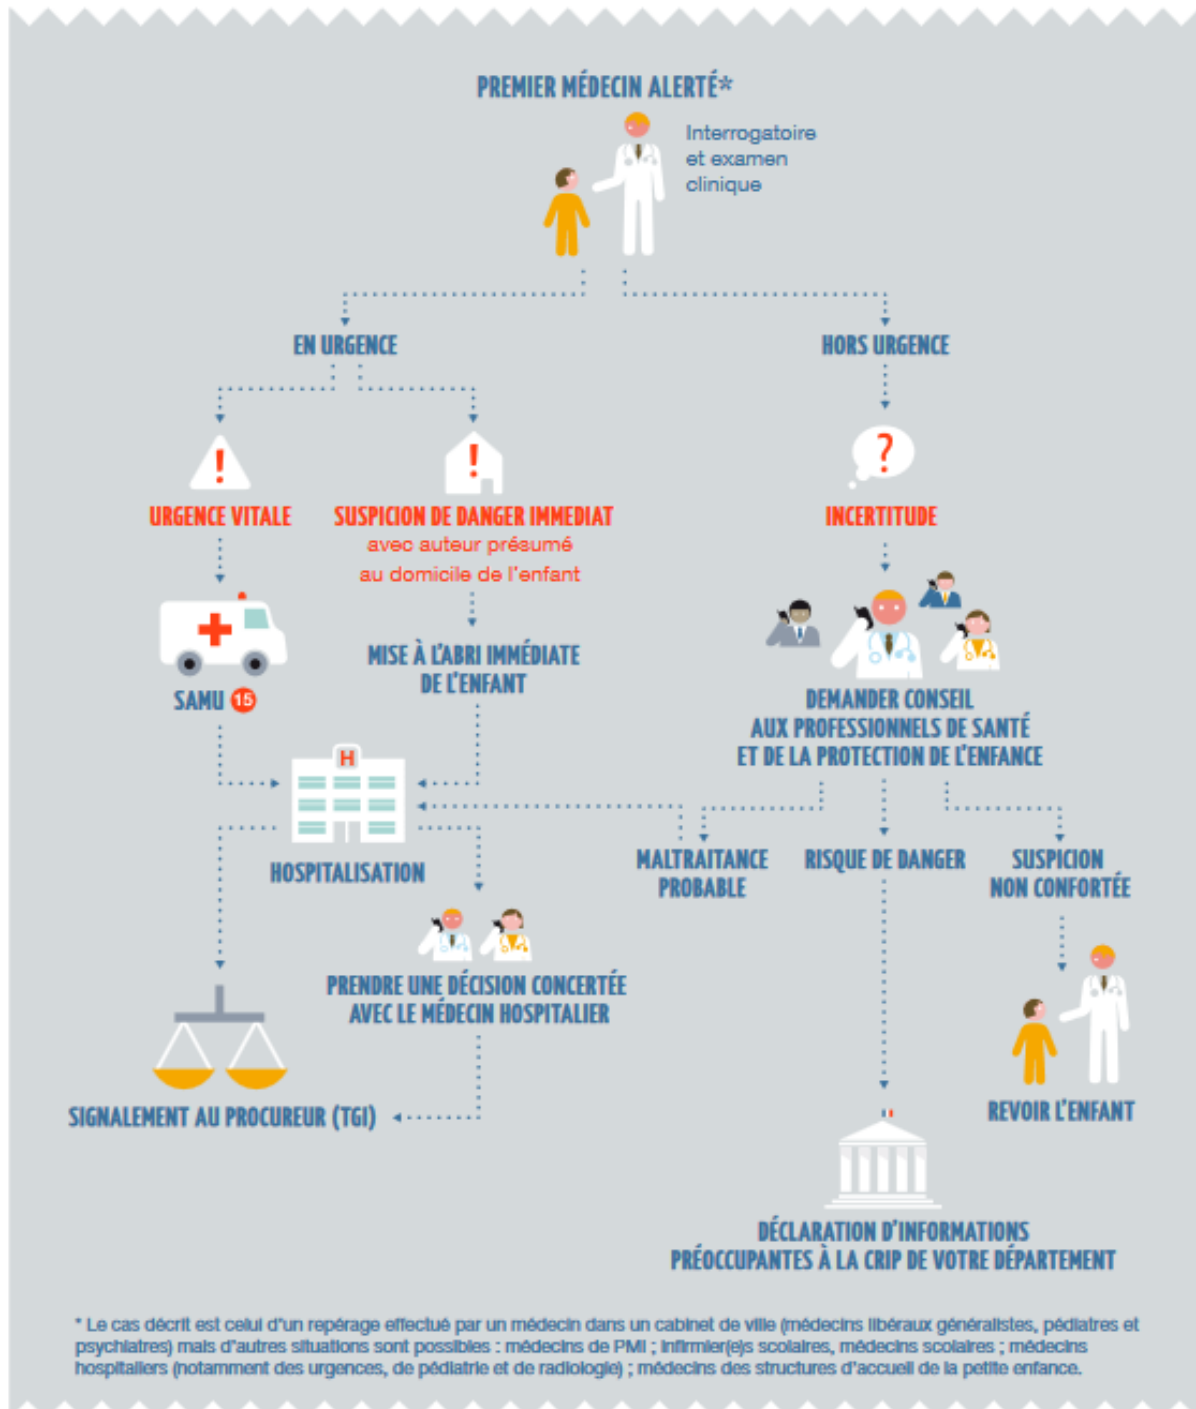 PREMIER MÉDECIN ALERTÉ*
Interrogatoire
et examen
clinique
EN URGENCE
HORS URGENCE
!
!
?
URGENCE VITALE
SUSPICION DE DANGER IMMEDIAT
avec auteur présumé
au domicile de l'enfant
INCERTITUDE
SAMU 15
MISE À L'ABRI IMMÉDIATE
DE L'ENFANT
DEMANDER CONSEIL
AUX PROFESSIONNELS DE SANTÉ
ET DE LA PROTECTION DE L'ENFANCE
H
HOSPITALISATION
MALTRAITANCE
PROBABLE
RISQUE DE DANGER
SUSPICION
NON CONFORTÉE
PRENDRE UNE DÉCISION CONCERTÉE
AVEC LE MÉDECIN HOSPITALIER
SIGNALEMENT AU PROCUREUR (TGI)
REVOIR L'ENFANT
DÉCLARATION D'INFORMATIONS
PRÉOCCUPANTES À LA CRIP DE VOTRE DÉPARTEMENT
* Le cas décrit est celui d'un repérage effectué par un médecin dans un cabinet de ville (médecins libéraux généralistes, pédiatres et
psychiatres) mais d'autres situations sont possibles : médecins de PMI ; infirmier(e)s scolaires, médecins scolaires ; médecins
hospitaliers (notamment des urgences, de pédiatrie et de radiologie) ; médecins des structures d'accueil de la petite enfance.